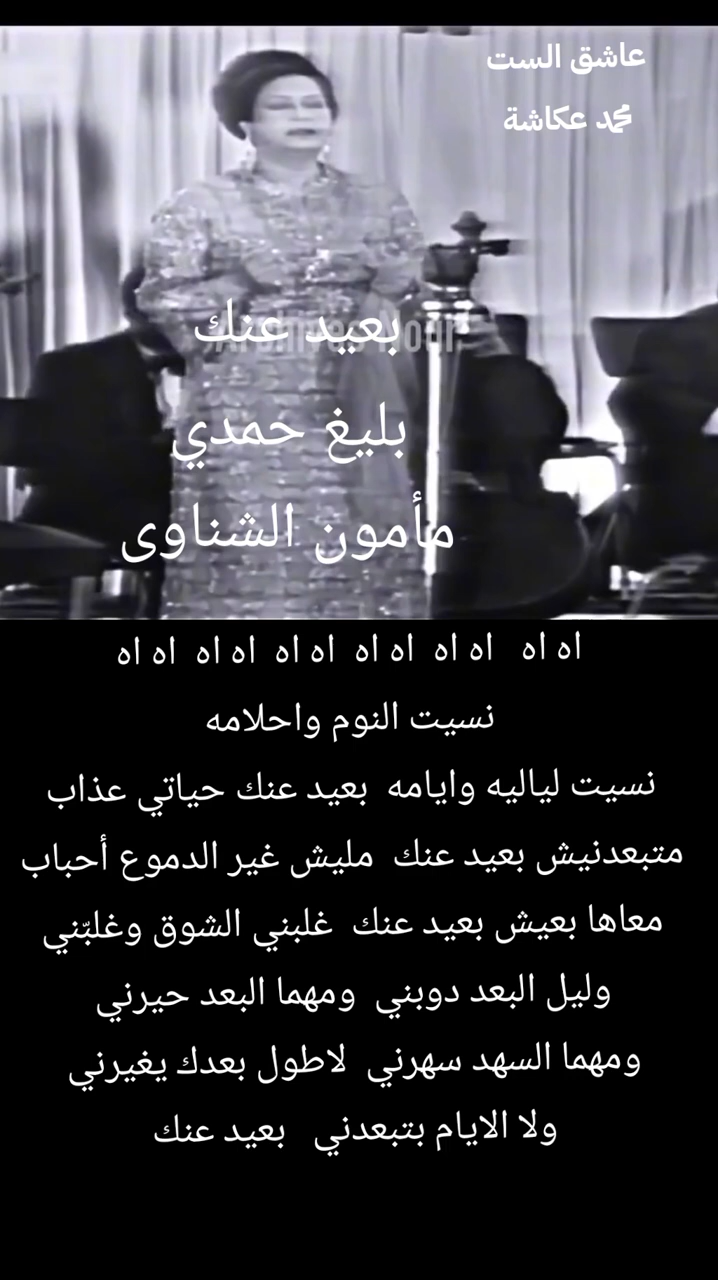 عاشق الست
محمد عكاشة
بعيد عنك
بليغ حمدي
مأمون الشناوى
اه اه اه اه اه اه اه اه اه اه اه اه
نسيت النوم واحلامه
نسيت لياليه وايامه بعيد عنك حياتي عذاب
متبعدنيش بعيد عنك مليش غير الدموع أحباب
معاها بعيش بعيد عنك غلبني الشوق وغلبّني
وليل البعد دوبني ومهما البعد حيرني
ومهما السهد سهرني لاطول بعدك يغيرني
ولا الايام بتبعدني بعيد عنك